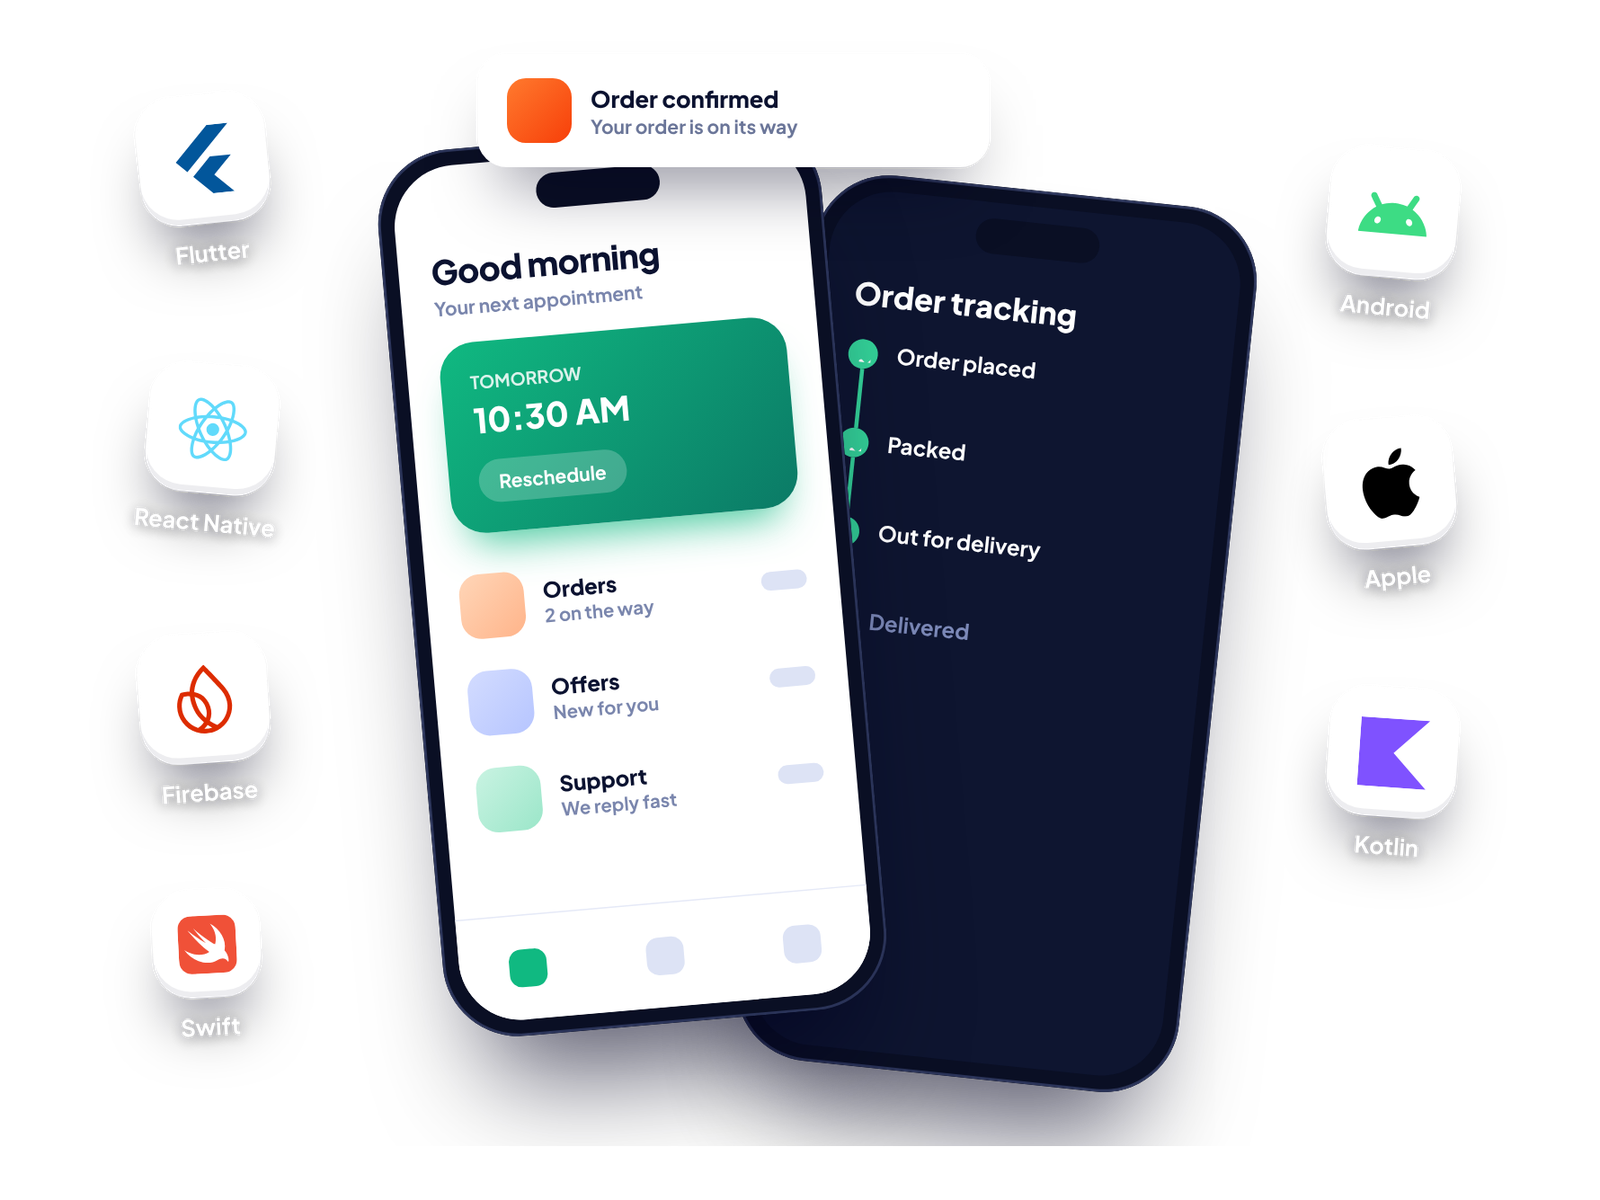 Order confirmed
Your order is on its way
Flutter
React Native
Firebase
Swift
Good morning
Your next appointment
TOMORROW
10:30 AM
Reschedule
Orders
2 on the way
Offers
New for you
Support
We reply fast
Order tracking
Order placed
Packed
Out for delivery
Delivered
Android
Apple
Kotlin